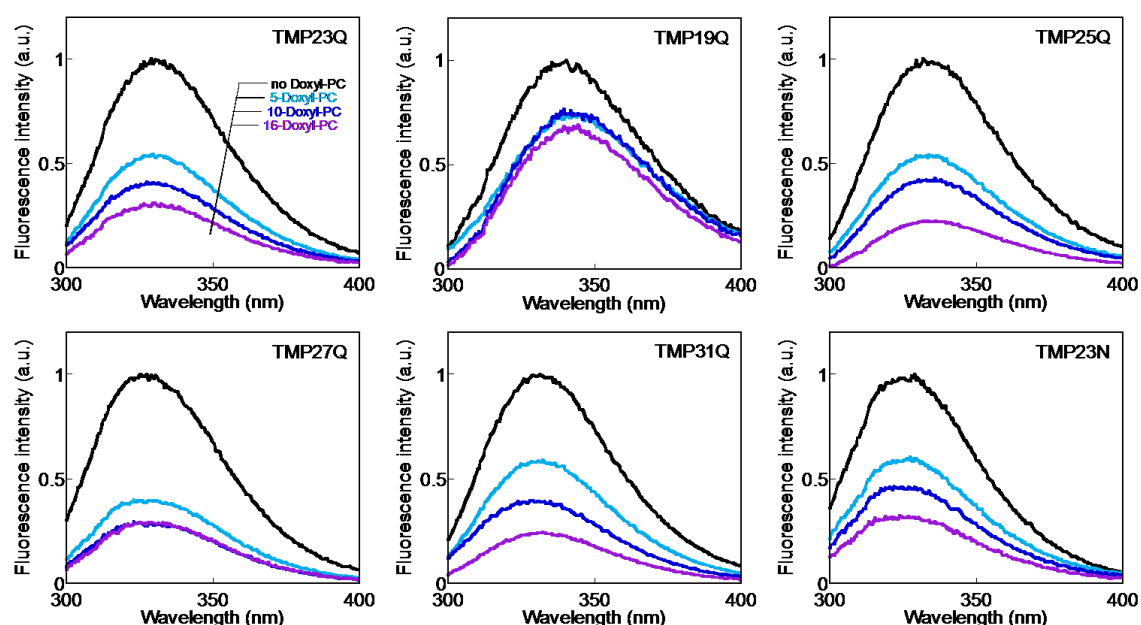 TMP23Q
Fluorescence intensity (a.u.)
1
0.5
0
no Doxyl-PC
5-Doxyl-PC
10-Doxyl-PC
16-Doxyl-PC
300
350
400
Wavelength (nm)
TMP19Q
Fluorescence intensity (a.u.)
1
0.5
0
300
350
400
Wavelength (nm)
TMP25Q
Fluorescence intensity (a.u.)
1
0.5
0
300
350
400
Wavelength (nm)
TMP27Q
Fluorescence intensity (a.u.)
1
0.5
0
300
350
400
Wavelength (nm)
TMP31Q
Fluorescence intensity (a.u.)
1
0.5
0
300
350
400
Wavelength (nm)
TMP23N
Fluorescence intensity (a.u.)
1
0.5
0
300
350
400
Wavelength (nm)